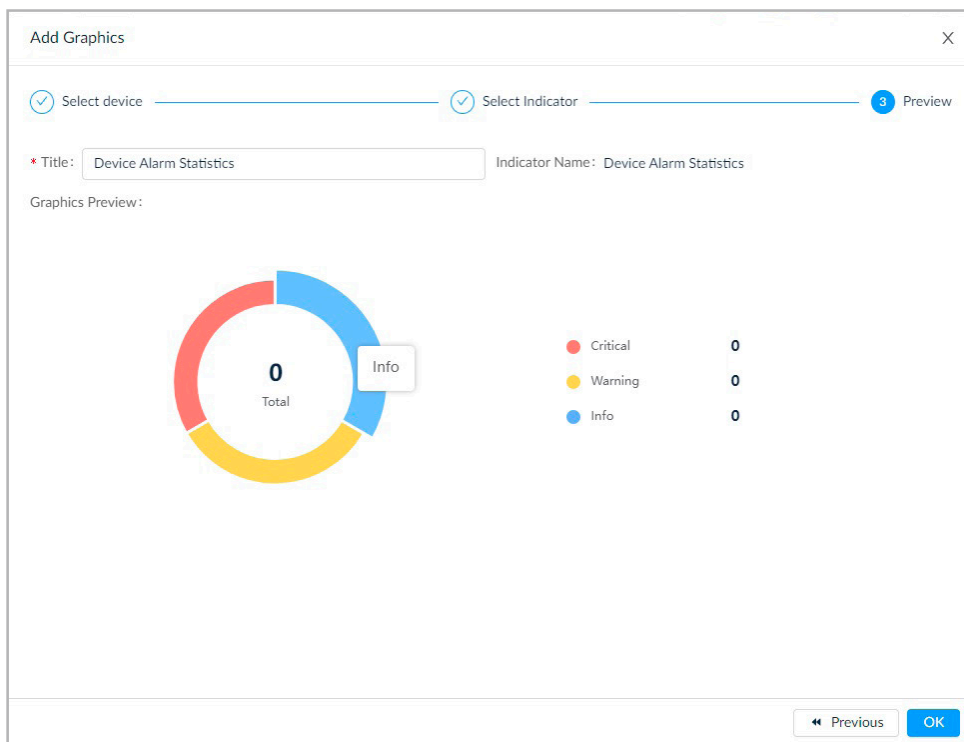 Add Graphics
Select device
Select Indicator
3 Preview
* Title: Device Alarm Statistics Indicator Name: Device Alarm Statistics
Graphics Preview:
0
Total
Info
Critical 0
Warning 0
Info 0
Previous
OK